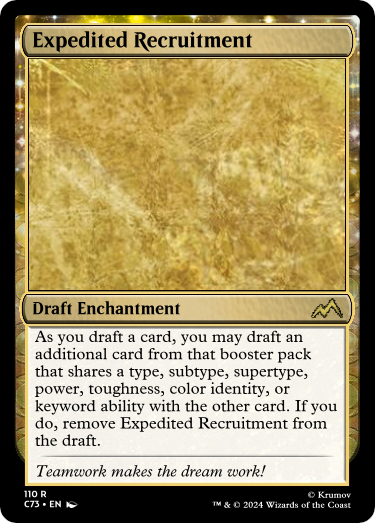 Expedited Recruitment
Draft Enchantment
As you draft a card, you may draft an
additional card from that booster pack
that shares a type, subtype, supertype,
power, toughness, color identity, or
keyword ability with the other card. If you
do, remove Expedited Recruitment from
the draft.
Teamwork makes the dream work!
110 R
© Krumov
C73 • EN
™ & © 2024 Wizards of the Coast